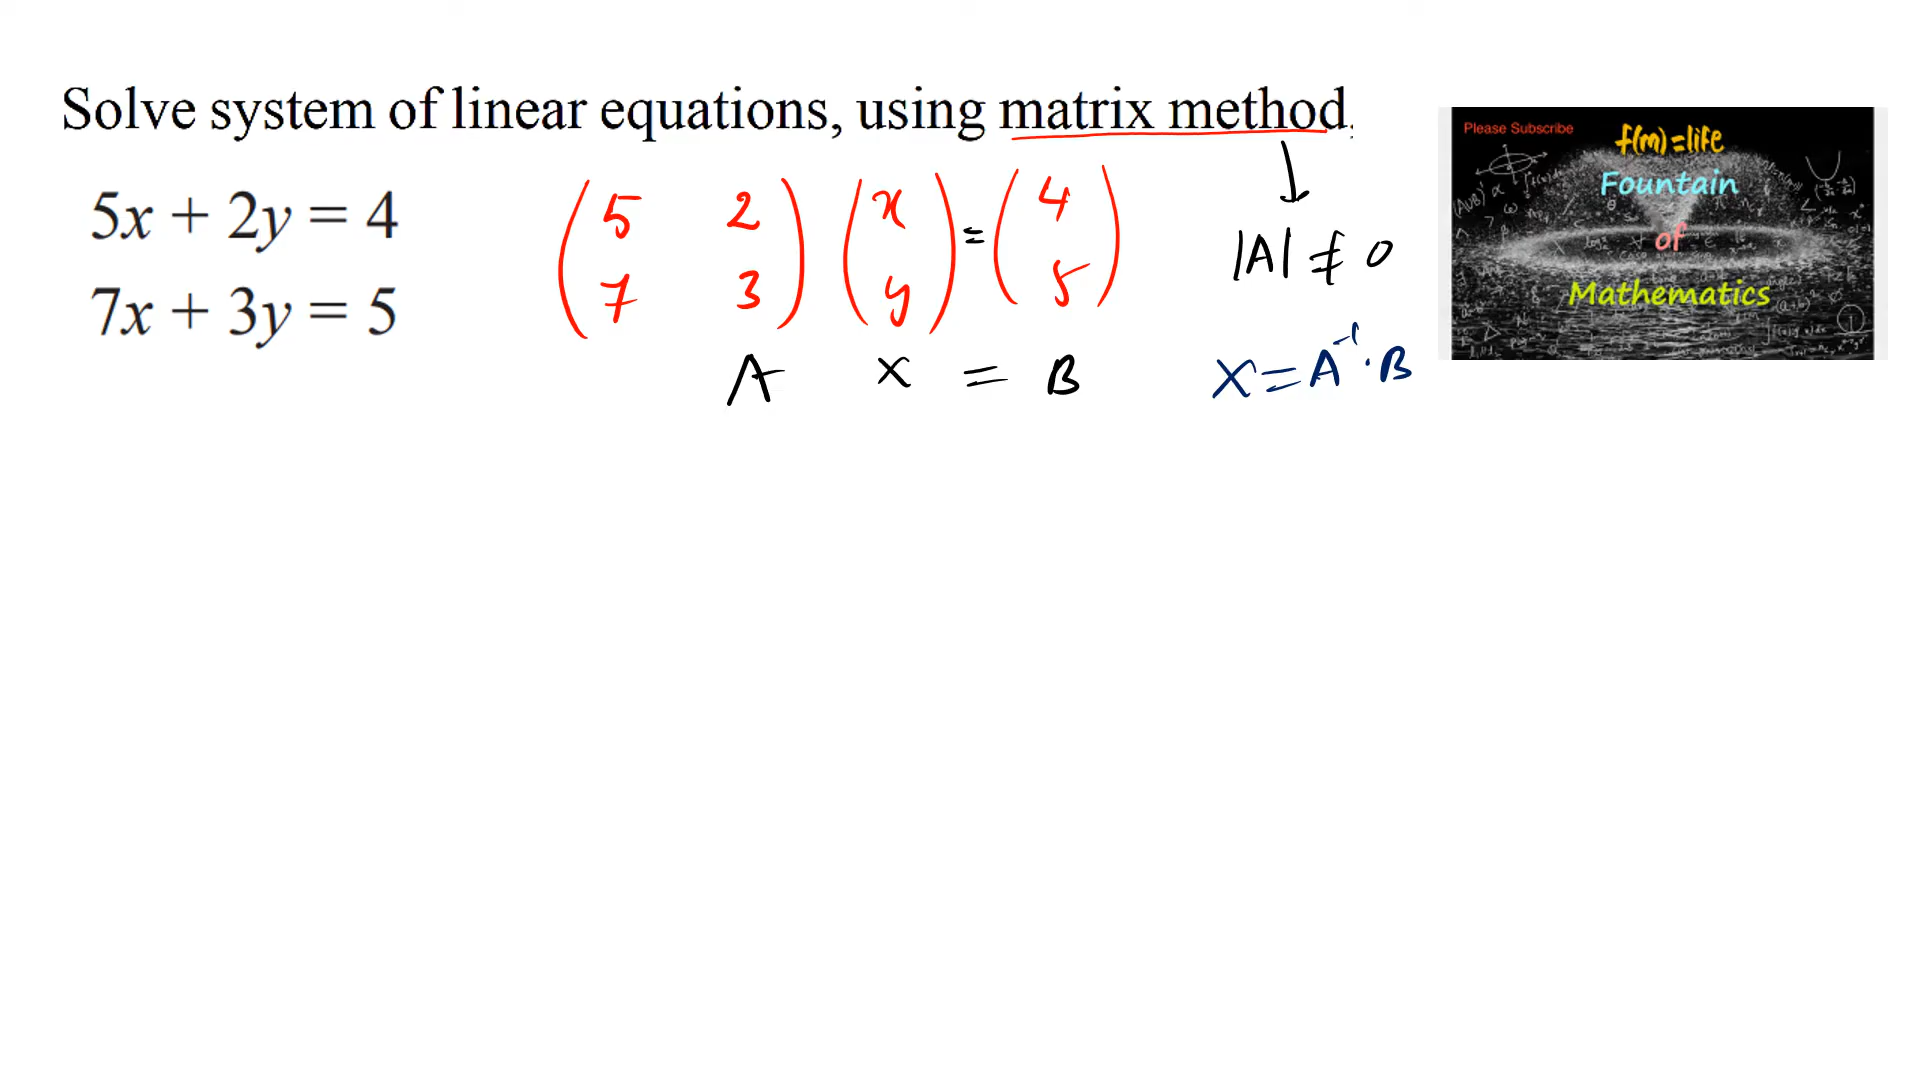 Solve system of linear equations, using matrix method.
5x + 2y = 4
7x + 3y = 5
( 5 2 ) ( x ) = ( 4 )
( 7 3 ) ( y ) ( 5 )
A X = B
|A| ≠ 0
X = A⁻¹ · B
Please Subscribe
f(m)=life
Fountain
of
Mathematics